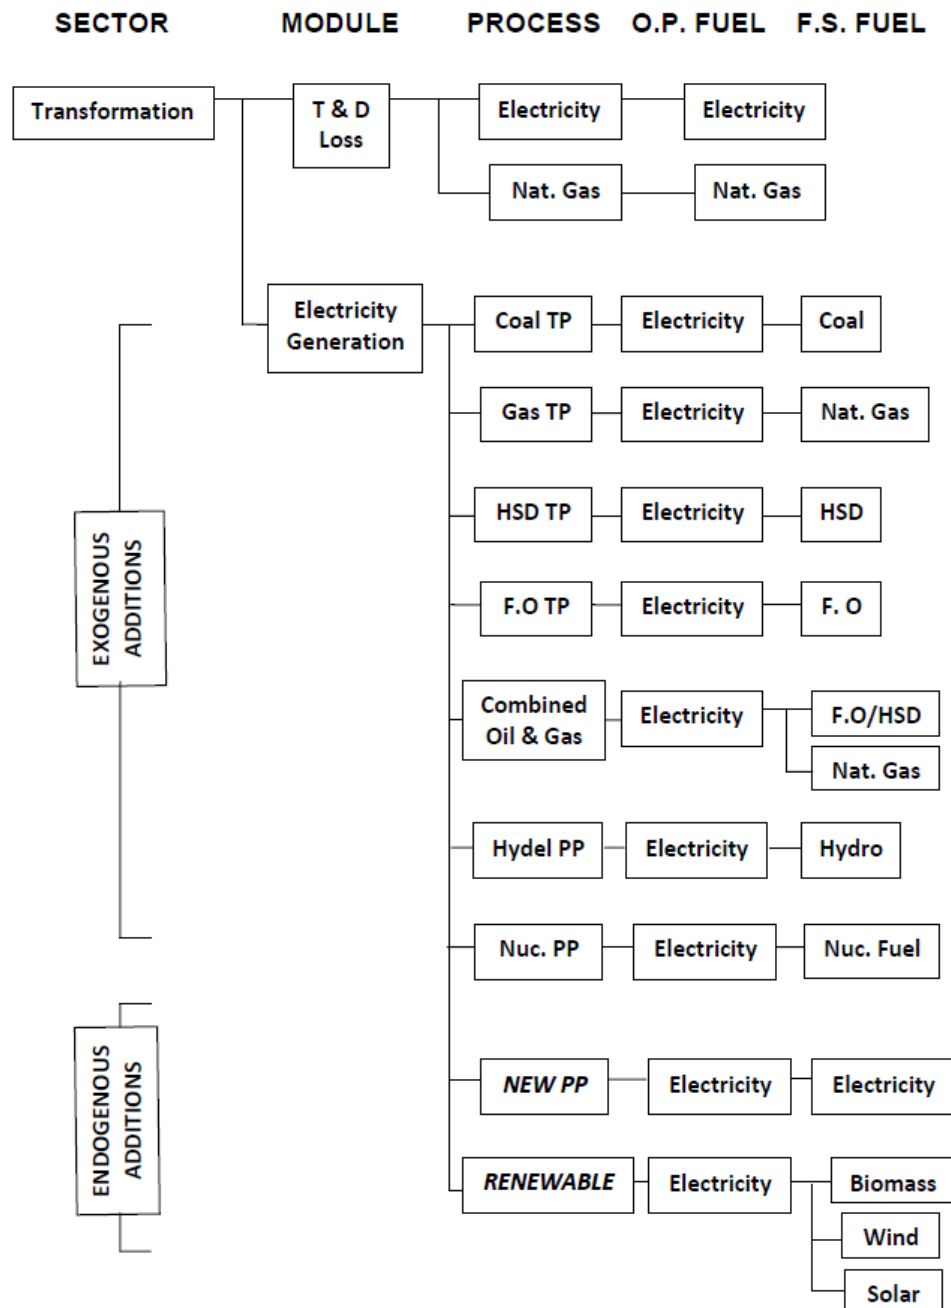 SECTOR MODULE PROCESS O.P. FUEL F.S. FUEL
Transformation
T & D
Loss
Electricity
Electricity
Nat. Gas
Nat. Gas
Electricity
Generation
Coal TP
Electricity
Coal
Gas TP
Electricity
Nat. Gas
HSD TP
Electricity
HSD
F.O TP
Electricity
F. O
Combined
Oil & Gas
Electricity
F.O/HSD
Nat. Gas
Hydel PP
Electricity
Hydro
Nuc. PP
Electricity
Nuc. Fuel
EXOGENOUS
ADDITIONS
NEW PP
Electricity
Electricity
RENEWABLE
Electricity
Biomass
Wind
Solar
ENDOGENOUS
ADDITIONS